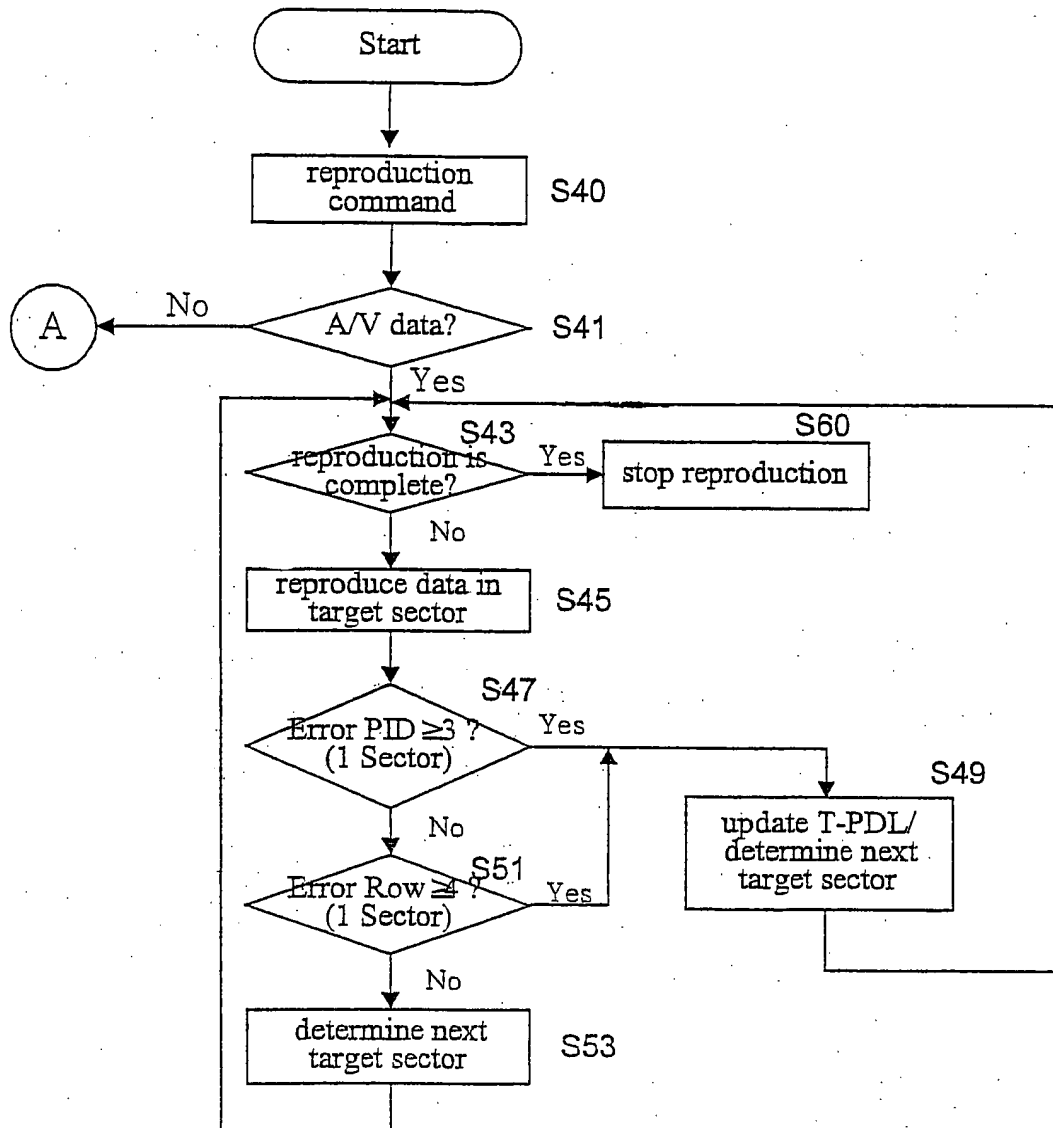 Start
reproduction
command
S40
A
No
A/V data?
S41
Yes
S43
S60
reproduction is
complete?
Yes
stop reproduction
No
reproduce data in
target sector
S45
S47
Error PID ≥3 ?
(1 Sector)
Yes
S49
No
update T-PDL/
determine next
target sector
S51
Error Row ≥4 ?
(1 Sector)
Yes
No
determine next
target sector
S53